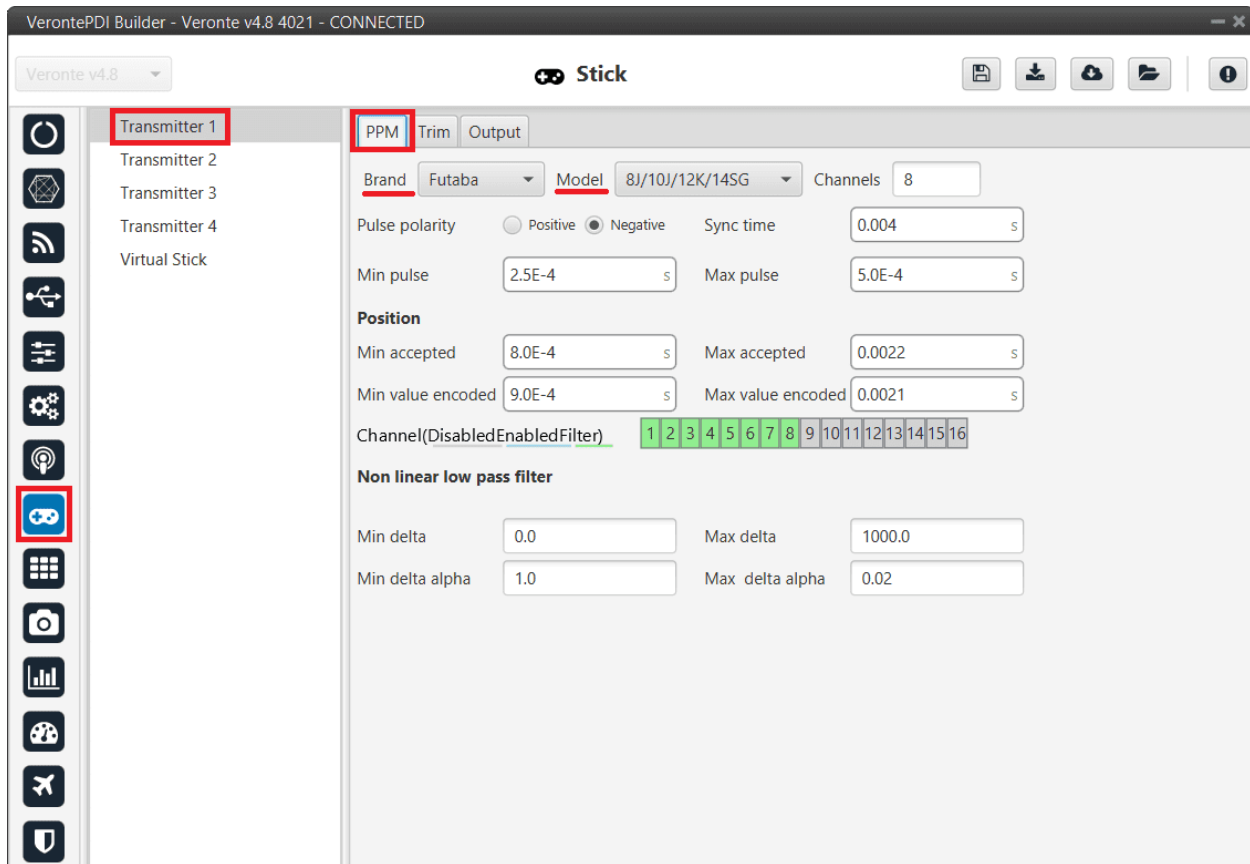 VerontePDI Builder - Veronte v4.8 4021 - CONNECTED
Veronte v4.8
Stick
Transmitter 1
Transmitter 2
Transmitter 3
Transmitter 4
Virtual Stick
PPM Trim Output
Brand Futaba Model 8J/10J/12K/14SG Channels 8
Pulse polarity Positive Negative Sync time 0.004 s
Min pulse 2.5E-4 s Max pulse 5.0E-4 s
Position
Min accepted 8.0E-4 s Max accepted 0.0022 s
Min value encoded 9.0E-4 s Max value encoded 0.0021 s
Channel(DisabledEnabledFilter) 1 2 3 4 5 6 7 8 9 10 11 12 13 14 15 16
Non linear low pass filter
Min delta 0.0 Max delta 1000.0
Min delta alpha 1.0 Max delta alpha 0.02